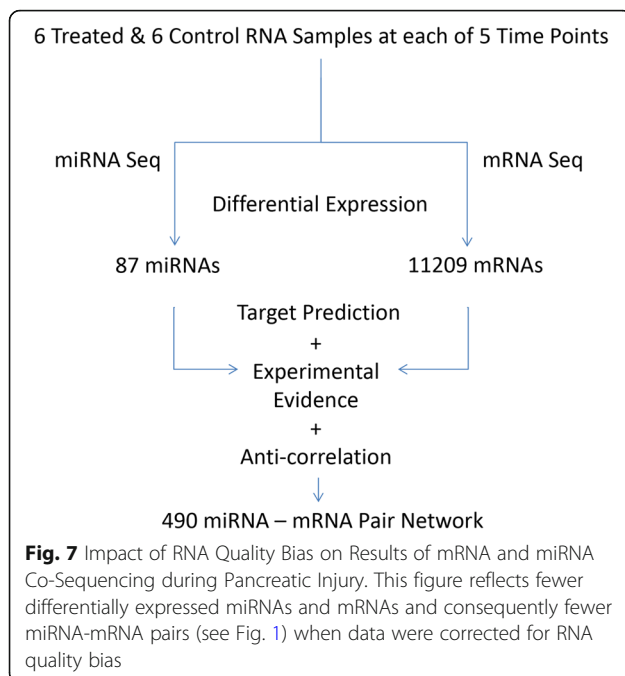 6 Treated & 6 Control RNA Samples at each of 5 Time Points
miRNA Seq
mRNA Seq
Differential Expression
87 miRNAs
11209 mRNAs
Target Prediction
+
Experimental
Evidence
+
Anti-correlation
490 miRNA – mRNA Pair Network
Fig. 7 Impact of RNA Quality Bias on Results of mRNA and miRNA
Co-Sequencing during Pancreatic Injury. This figure reflects fewer
differentially expressed miRNAs and mRNAs and consequently fewer
miRNA-mRNA pairs (see Fig. 1) when data were corrected for RNA
quality bias